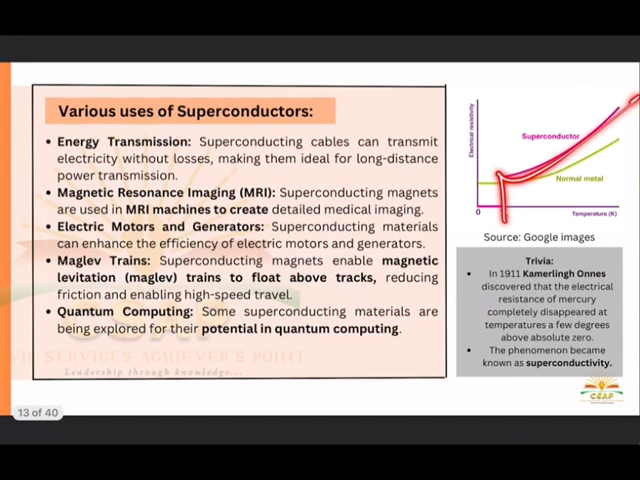 Various uses of Superconductors:
• Energy Transmission: Superconducting cables can transmit
electricity without losses, making them ideal for long-distance
power transmission.
• Magnetic Resonance Imaging (MRI): Superconducting magnets
are used in MRI machines to create detailed medical imaging.
• Electric Motors and Generators: Superconducting materials
can enhance the efficiency of electric motors and generators.
• Maglev Trains: Superconducting magnets enable magnetic
levitation (maglev) trains to float above tracks, reducing
friction and enabling high-speed travel.
• Quantum Computing: Some superconducting materials are
being explored for their potential in quantum computing.
SERVICES ACHIEVER'S POINT
Leadership through knowledge...
13 of 40
Electrical resistivity
Superconductor
Normal metal
0
Temperature (K)
Source: Google images
Trivia:
• In 1911 Kamerlingh Onnes
discovered that the electrical
resistance of mercury
completely disappeared at
temperatures a few degrees
above absolute zero.
• The phenomenon became
known as superconductivity.
CSAP